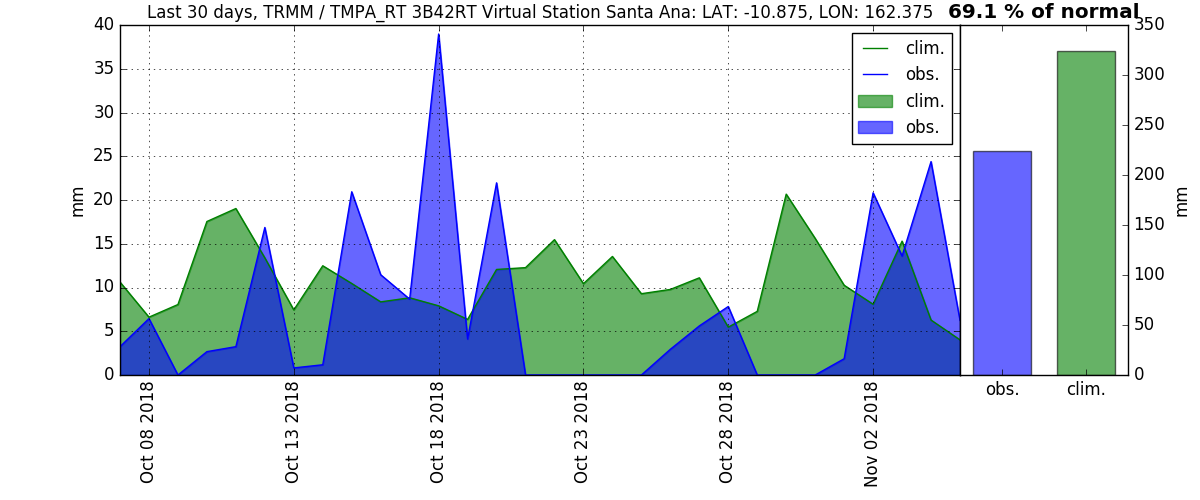 Last 30 days, TRMM / TMPA_RT 3B42RT Virtual Station Santa Ana: LAT: -10.875, LON: 162.375
69.1 % of normal
40
35
30
25
20
15
10
5
0
mm
clim.
obs.
clim.
obs.
Oct 08 2018
Oct 13 2018
Oct 18 2018
Oct 23 2018
Oct 28 2018
Nov 02 2018
obs.
clim.
350
300
250
200
150
100
50
0
mm